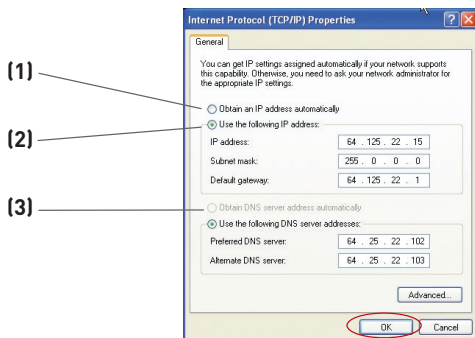 Internet Protocol (TCP/IP) Properties
General
You can get IP settings assigned automatically if your network supports
this capability. Otherwise, you need to ask your network administrator for
the appropriate IP settings.
(1)
Obtain an IP address automatically
(2)
Use the following IP address:
IP address: 64 . 125 . 22 . 15
Subnet mask: 255 . 0 . 0 . 0
Default gateway: 64 . 125 . 22 . 1
(3)
Obtain DNS server address automatically
Use the following DNS server addresses:
Preferred DNS server: 64 . 25 . 22 . 102
Alternate DNS server: 64 . 25 . 22 . 103
Advanced...
OK Cancel